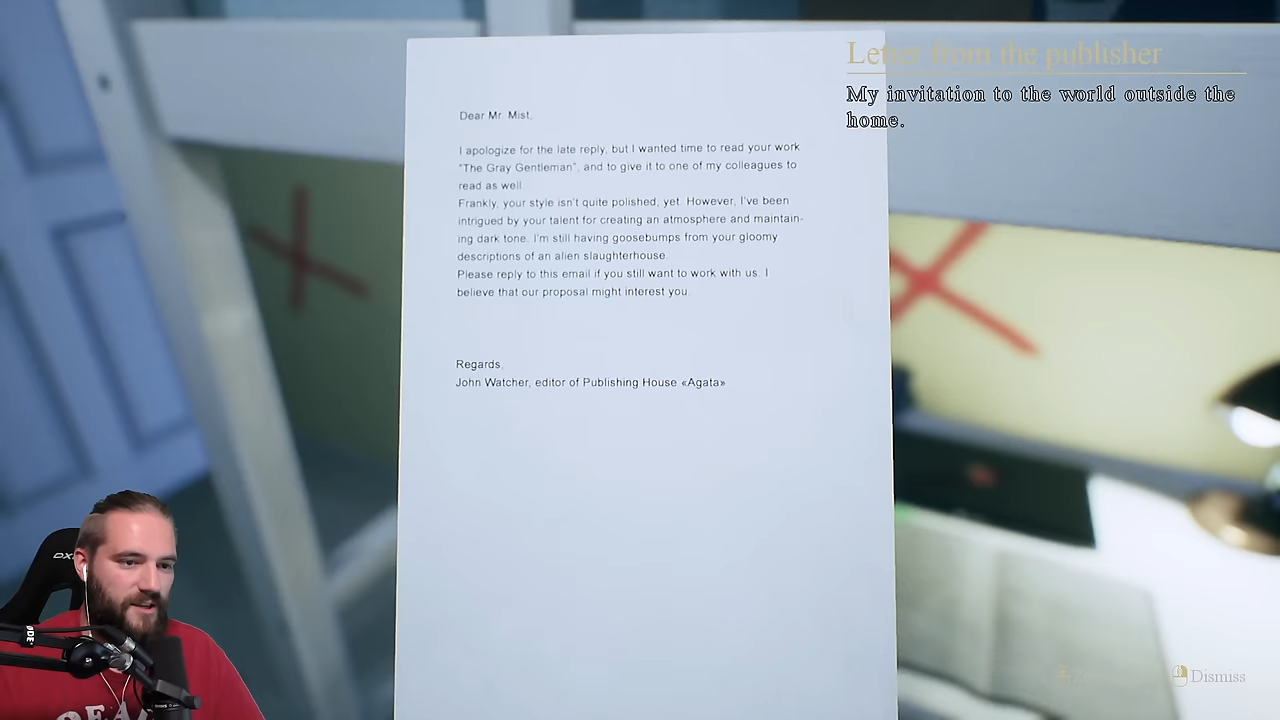 Letter from the publisher
My invitation to the world outside the
home.
Dear Mr. Mist,
I apologize for the late reply, but I wanted time to read your work
"The Gray Gentleman", and to give it to one of my colleagues to
read as well.
Frankly, your style isn't quite polished, yet. However, I've been
intrigued by your talent for creating an atmosphere and maintain-
ing dark tone. I'm still having goosebumps from your gloomy
descriptions of an alien slaughterhouse.
Please reply to this email if you still want to work with us. I
believe that our proposal might interest you.
Regards,
John Watcher, editor of Publishing House «Agata»
Dismiss